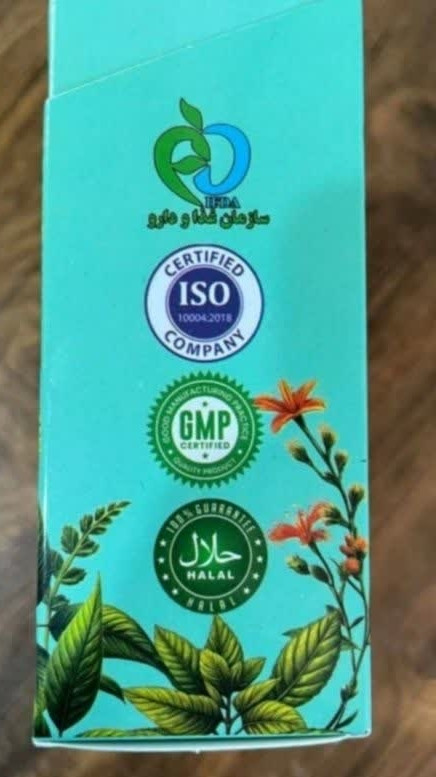 IFDA
سازمان غذا و دارو
CERTIFIED
ISO
10004:2018
COMPANY
GOOD MANUFACTURING PRACTICE
GMP
CERTIFIED
QUALITY PRODUCT
100% GUARANTEE
حلال
HALAL
HALAL